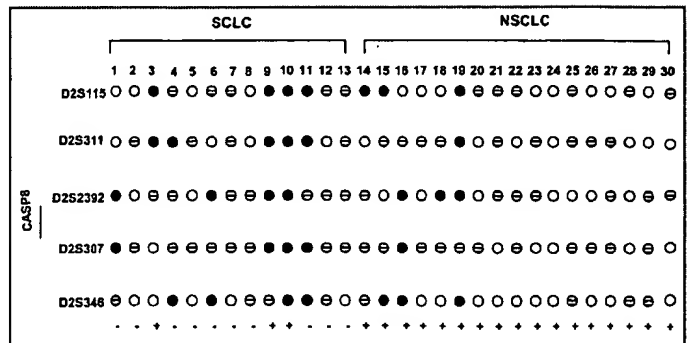 SCLC NSCLC
1 2 3 4 5 6 7 8 9 10 11 12 13 14 15 16 17 18 19 20 21 22 23 24 25 26 27 28 29 30
D2S115
D2S311
CASP8
D2S2392
D2S307
D2S346
- - + - - - - - + + - - - + + + + + + + + + + + + + + + + +